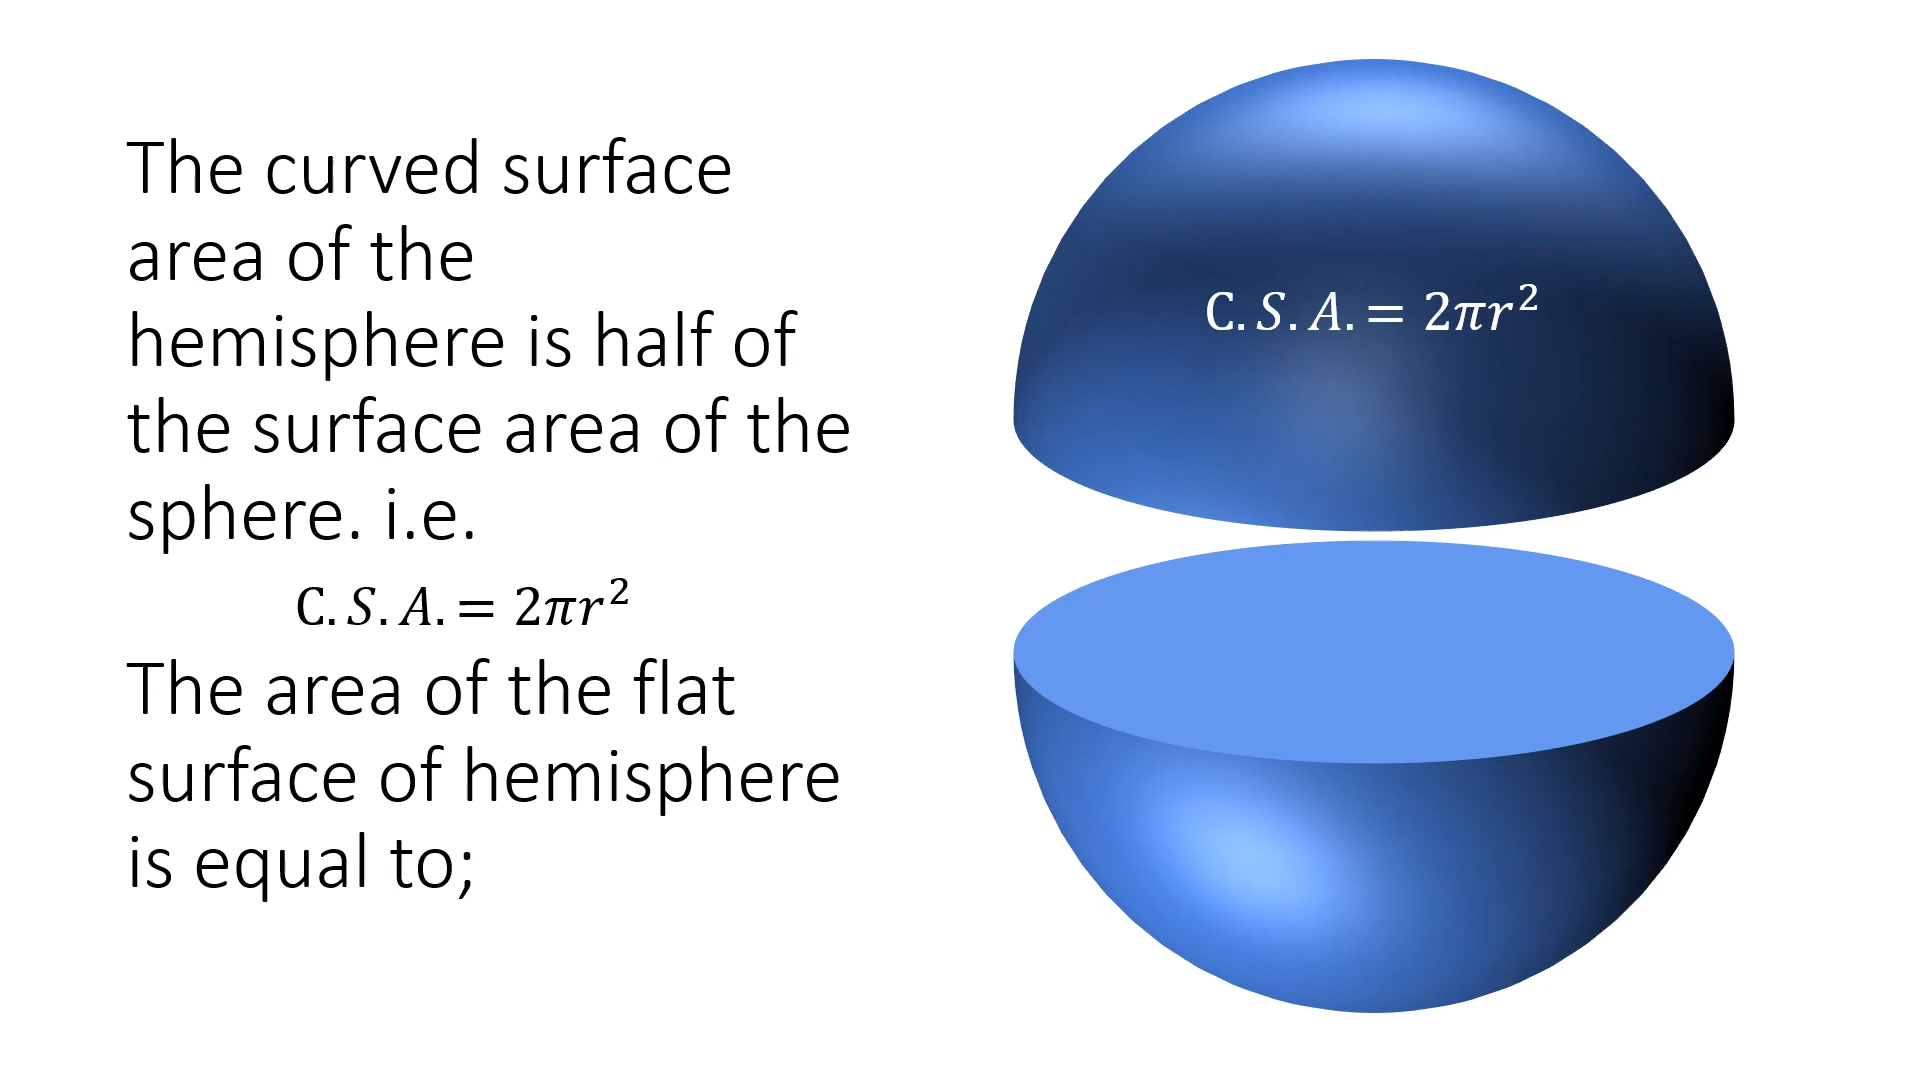 The curved surface
area of the
hemisphere is half of
the surface area of the
sphere. i.e.
C. S. A. = 2πr²
The area of the flat
surface of hemisphere
is equal to;
C. S. A. = 2πr²